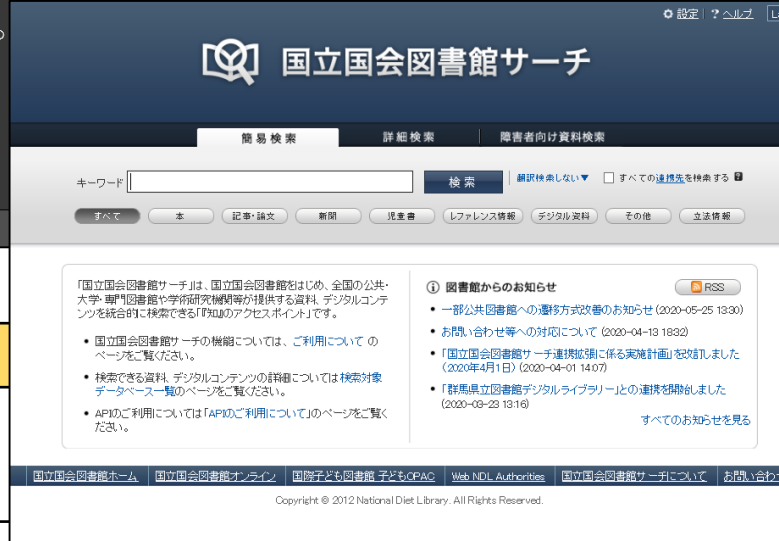 設定 ? ヘルプ
国立国会図書館サーチ
簡易検索 詳細検索 障害者向け資料検索
キーワード 検索 翻訳検索しない▼ すべての連携先を検索する ?
すべて 本 記事・論文 新聞 児童書 レファレンス情報 デジタル資料 その他 立法情報
「国立国会図書館サーチ」は、国立国会図書館をはじめ、全国の公共・
大学・専門図書館や学術研究機関等が提供する資料、デジタルコンテ
ンツを統合的に検索できる「『知』のアクセスポイント」です。
• 国立国会図書館サーチの機能については、ご利用について の
ページをご覧ください。
• 検索できる資料、デジタルコンテンツの詳細については検索対象
データベース一覧のページをご覧ください。
• APIのご利用については「APIのご利用について」のページをご覧く
ださい。
図書館からのお知らせ RSS
• 一部公共図書館への遷移方式改善のお知らせ (2020-05-25 13:30)
• お問い合わせ等への対応について (2020-04-13 18:32)
• 「国立国会図書館サーチ連携拡張に係る実施計画」を改訂しました
（2020年4月1日） (2020-04-01 14:07)
• 「群馬県立図書館デジタルライブラリー」との連携を開始しました
(2020-03-23 13:16)
すべてのお知らせを見る
国立国会図書館ホーム 国立国会図書館オンライン 国際子ども図書館 子どもOPAC Web NDL Authorities 国立国会図書館サーチについて お問い合わ
Copyright © 2012 National Diet Library. All Rights Reserved.